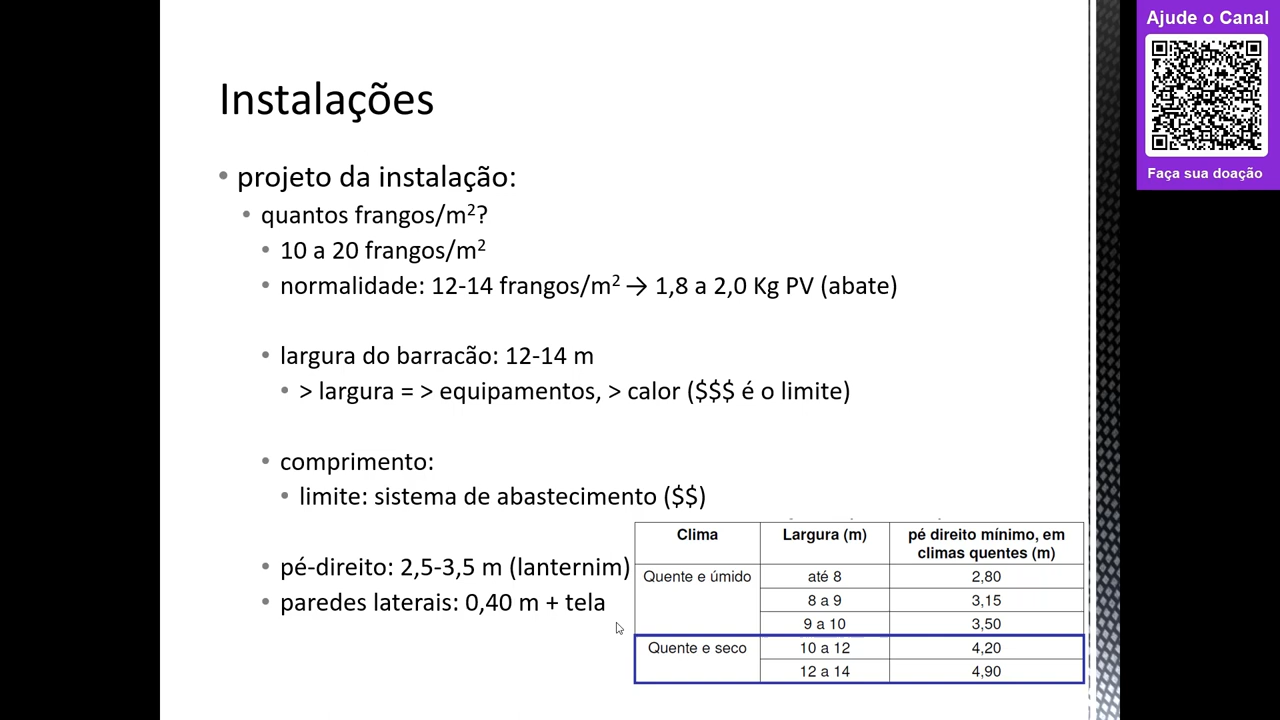 Ajude o Canal
Faça sua doação
Instalações
• projeto da instalação:
• quantos frangos/m²?
• 10 a 20 frangos/m²
• normalidade: 12-14 frangos/m² → 1,8 a 2,0 Kg PV (abate)
• largura do barracão: 12-14 m
• > largura = > equipamentos, > calor ($$$ é o limite)
• comprimento:
• limite: sistema de abastecimento ($$)
• pé-direito: 2,5-3,5 m (lanternim)
• paredes laterais: 0,40 m + tela
Clima Largura (m) pé direito mínimo, em
climas quentes (m)
Quente e úmido até 8 2,80
8 a 9 3,15
9 a 10 3,50
Quente e seco 10 a 12 4,20
12 a 14 4,90